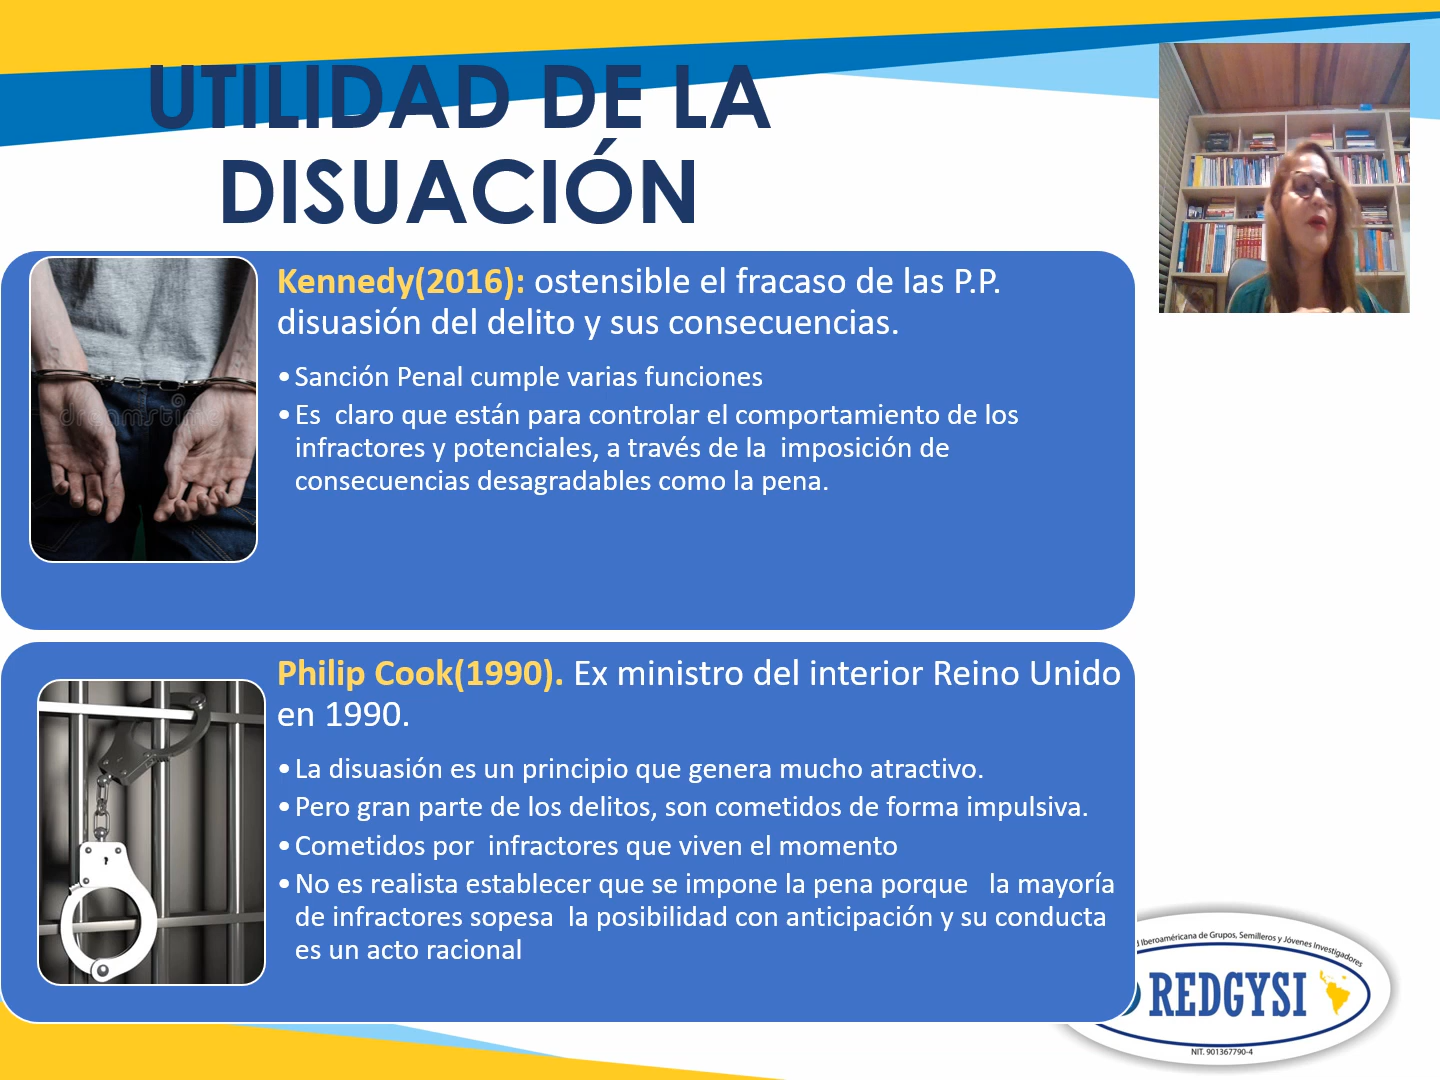 UTILIDAD DE LA
DISUACIÓN
Kennedy(2016): ostensible el fracaso de las P.P.
disuasión del delito y sus consecuencias.
•Sanción Penal cumple varias funciones
•Es claro que están para controlar el comportamiento de los
infractores y potenciales, a través de la imposición de
consecuencias desagradables como la pena.
dreamstime
Philip Cook(1990). Ex ministro del interior Reino Unido
en 1990.
•La disuasión es un principio que genera mucho atractivo.
•Pero gran parte de los delitos, son cometidos de forma impulsiva.
•Cometidos por infractores que viven el momento
•No es realista establecer que se impone la pena porque la mayoría
de infractores sopesa la posibilidad con anticipación y su conducta
es un acto racional
d Iberoaméricana de Grupos, Semilleros y Jóvenes Investigadores
REDGYSI
NIT. 901367790-4